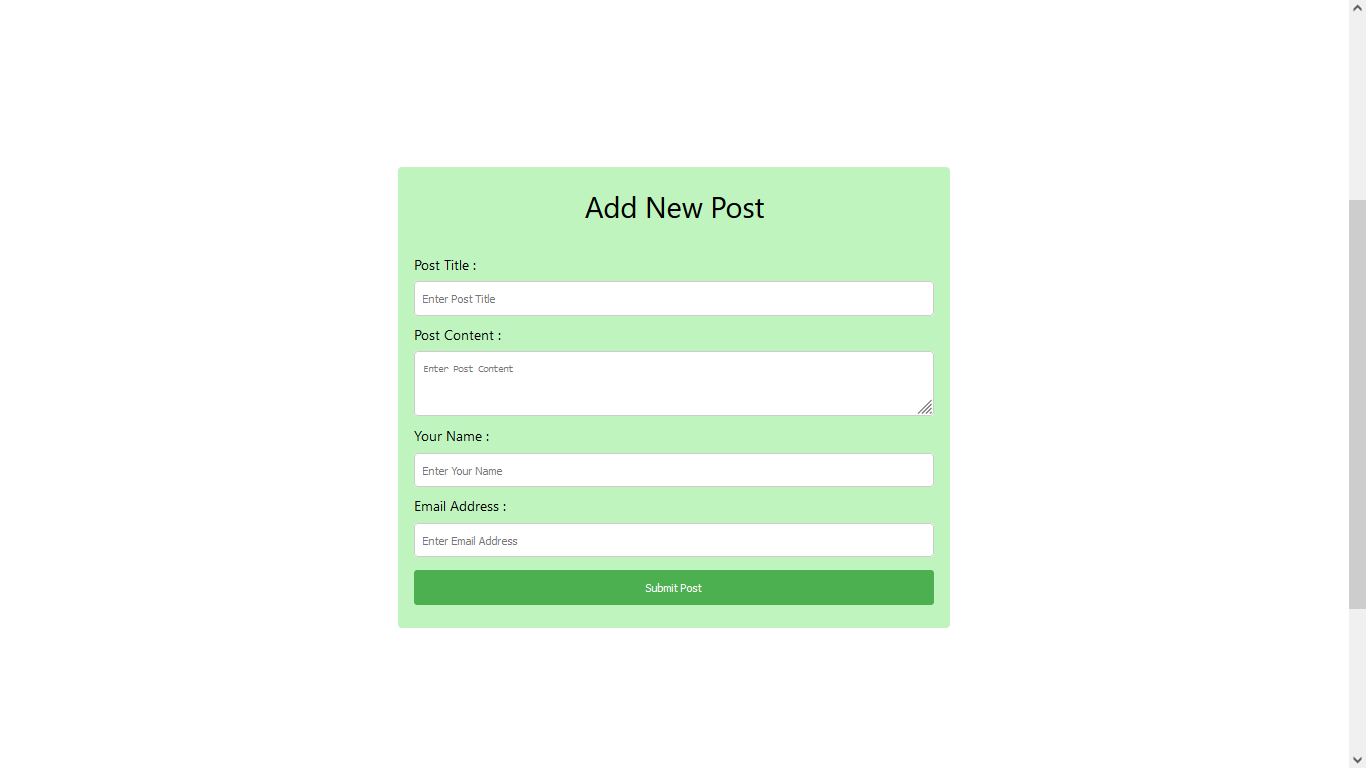 Add New Post
Post Title :
Enter Post Title
Post Content :
Enter Post Content
Your Name :
Enter Your Name
Email Address :
Enter Email Address
Submit Post